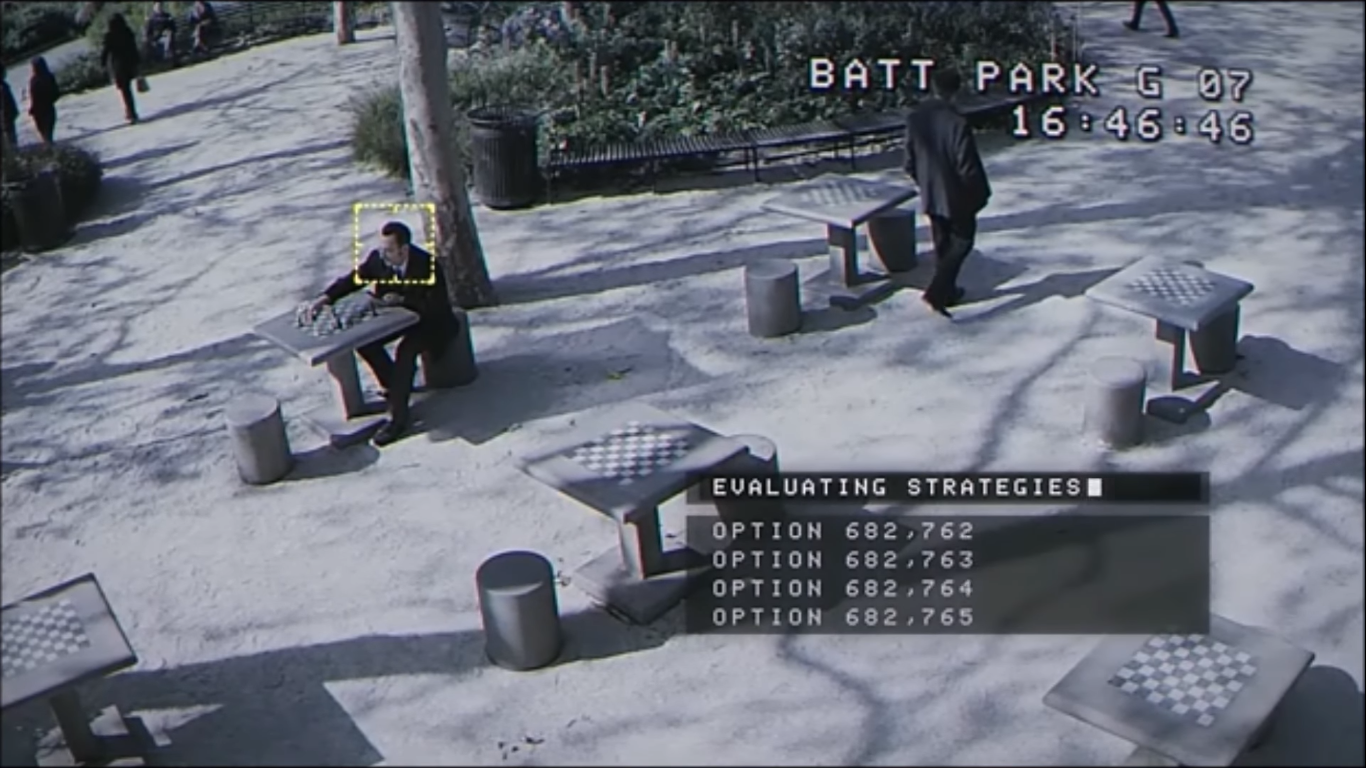 BATT PARK G 07
16:46:46
EVALUATING STRATEGIES
OPTION 682,762
OPTION 682,763
OPTION 682,764
OPTION 682,765